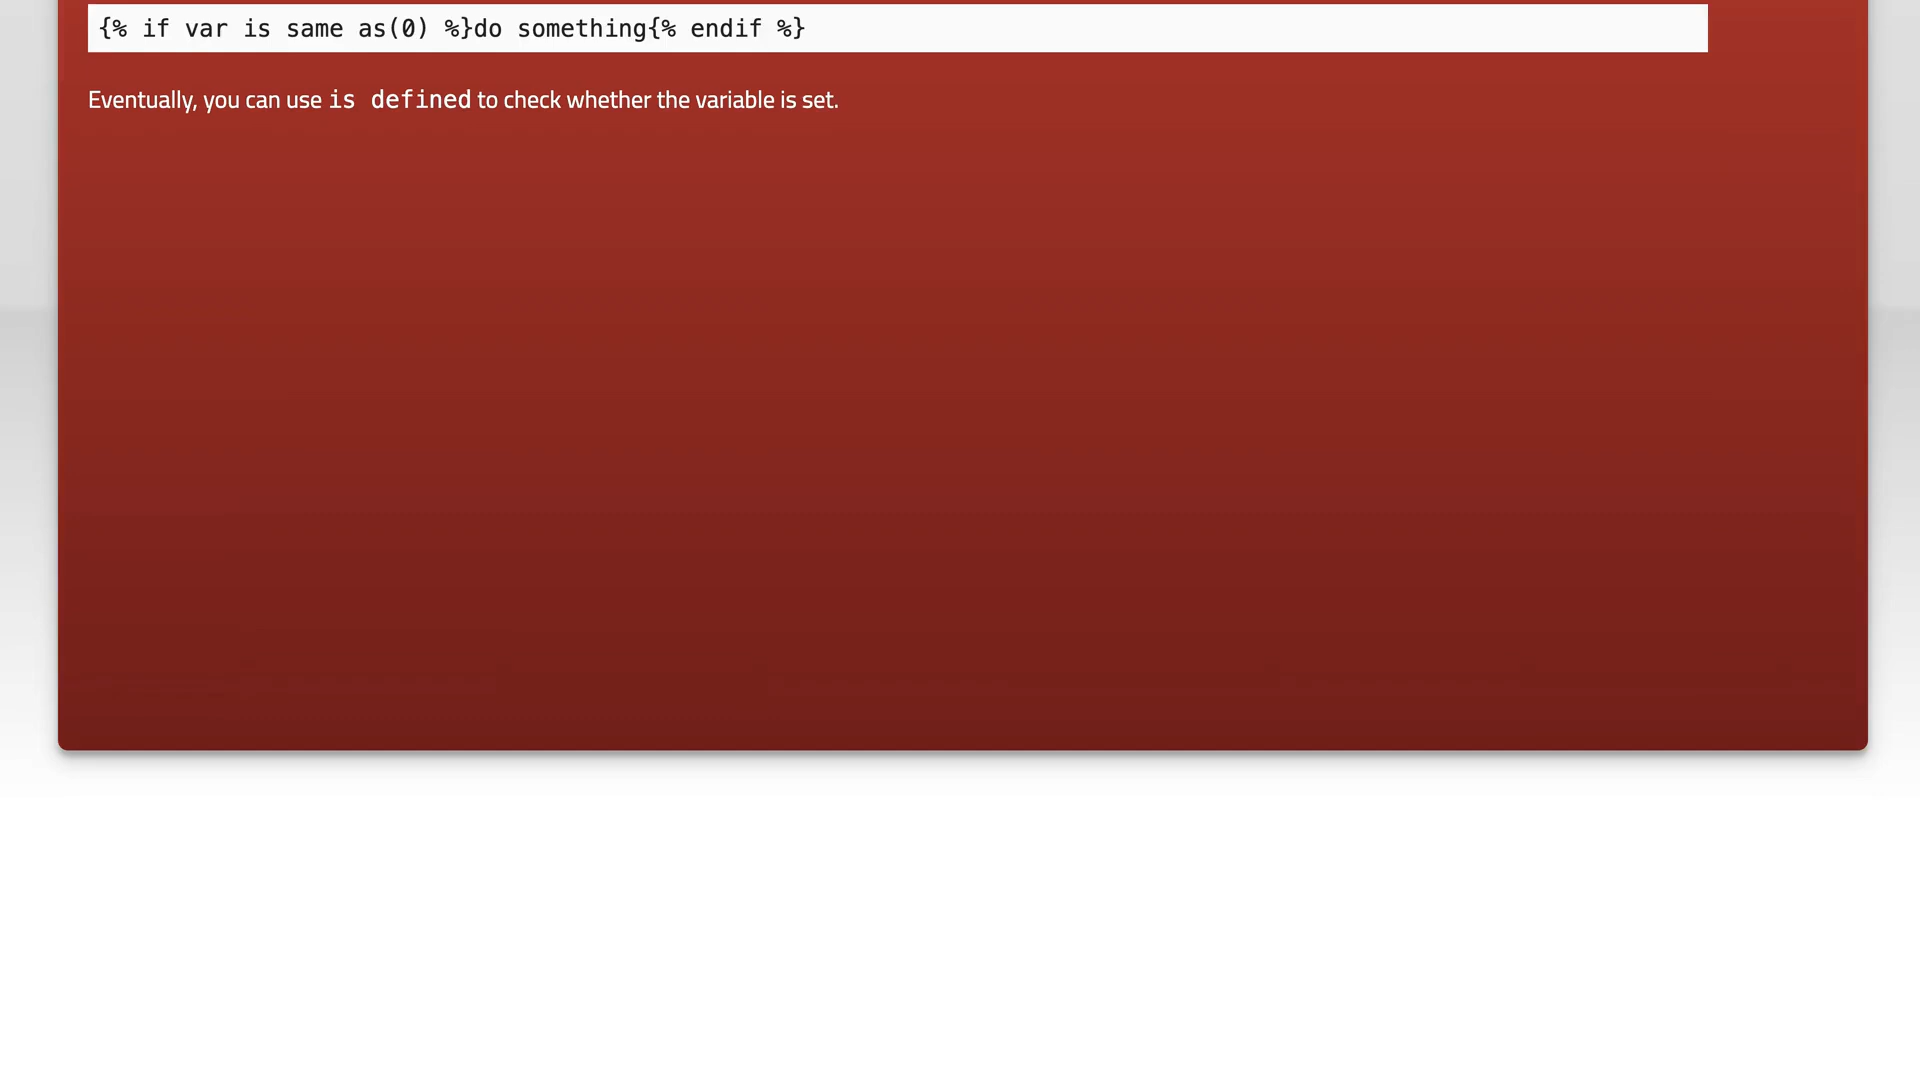 {% if var is same as(0) %}do something{% endif %}
Eventually, you can use is defined to check whether the variable is set.